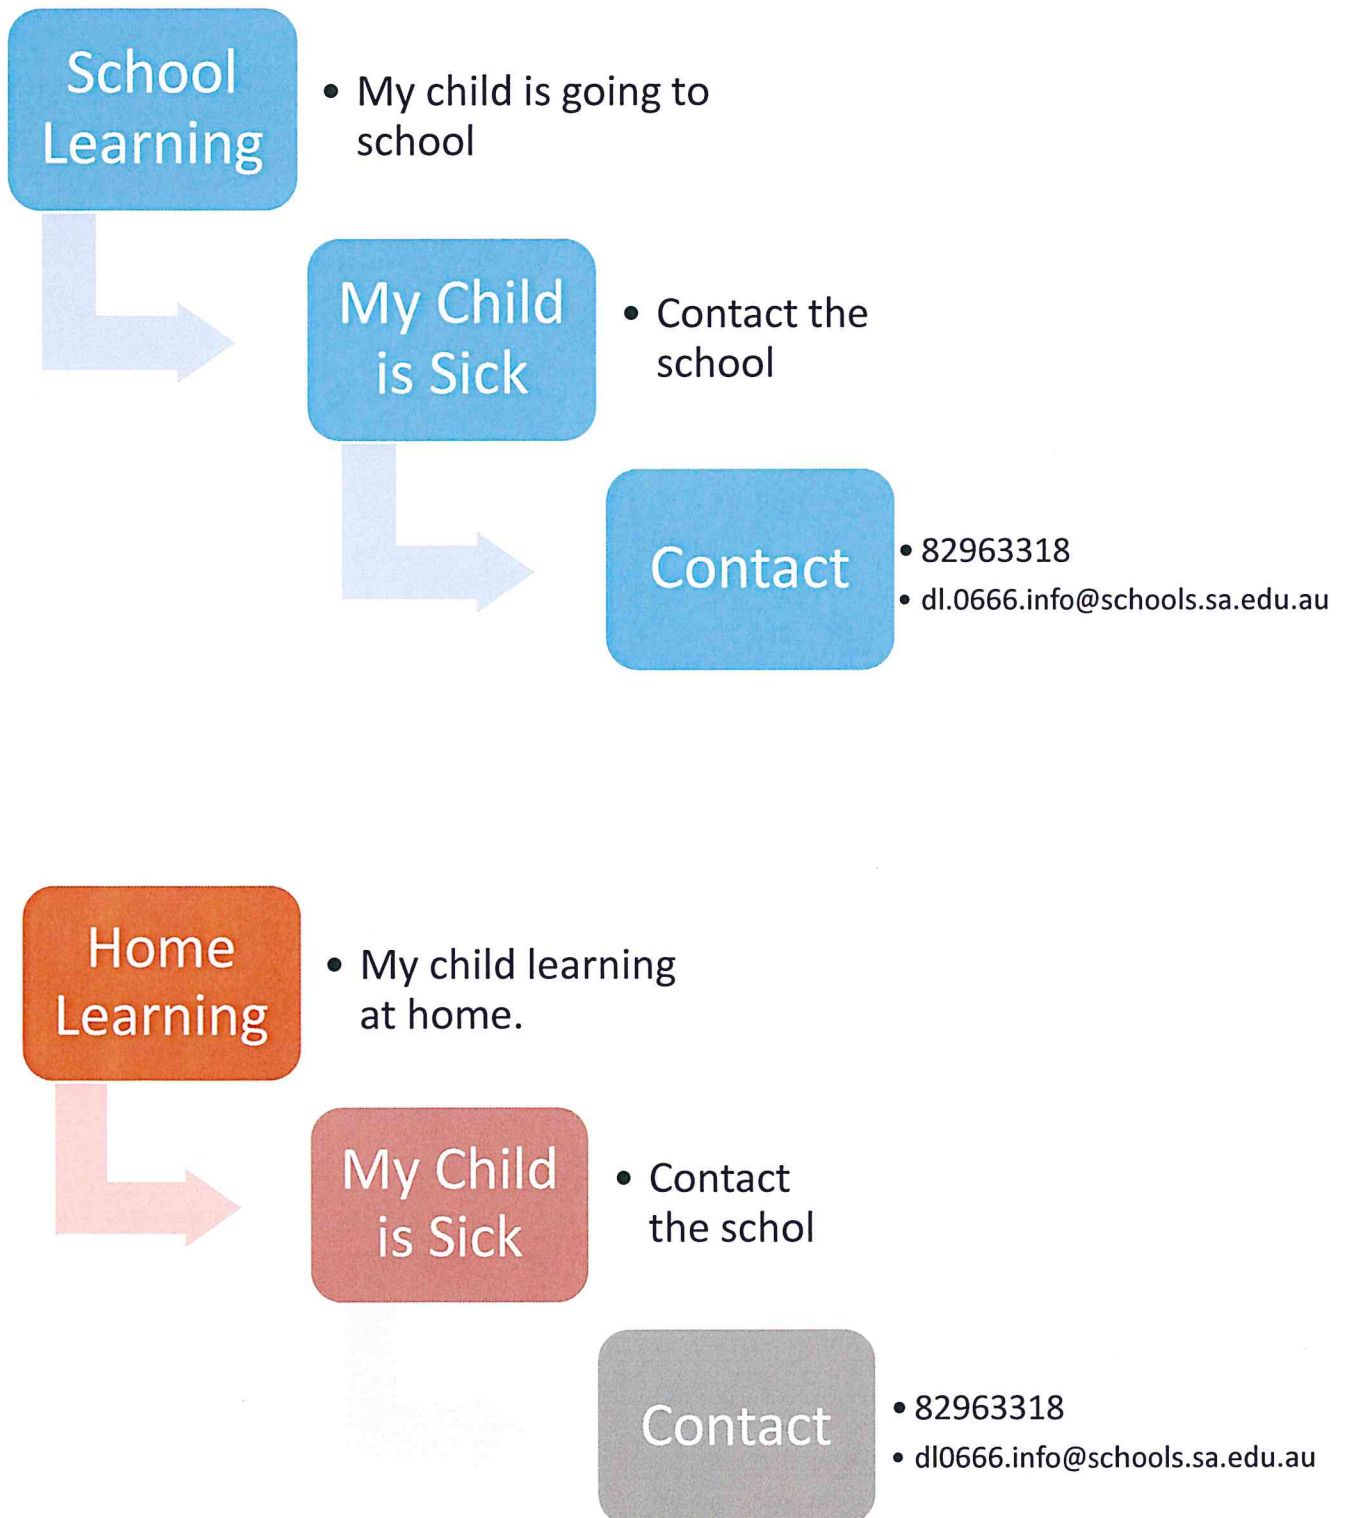 School
Learning
• My child is going to
school
My Child
is Sick
• Contact the
school
Contact
• 82963318
• dl.0666.info@schools.sa.edu.au
Home
Learning
• My child learning
at home.
My Child
is Sick
• Contact
the schol
Contact
• 82963318
• dl0666.info@schools.sa.edu.au